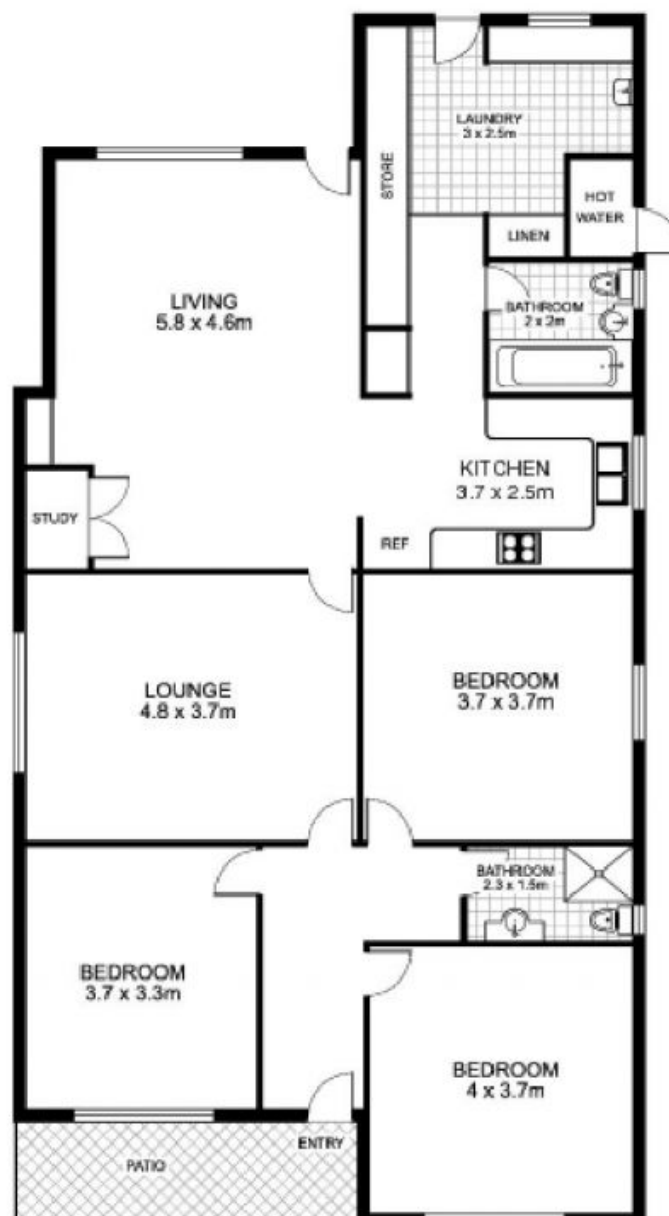 LAUNDRY
3 x 2.5m
STORE
HOT
WATER
LINEN
LIVING
5.8 x 4.6m
BATHROOM
2 x 2m
KITCHEN
3.7 x 2.5m
STUDY
REF
LOUNGE
4.8 x 3.7m
BEDROOM
3.7 x 3.7m
BATHROOM
2.3 x 1.5m
BEDROOM
3.7 x 3.3m
BEDROOM
4 x 3.7m
ENTRY
PATIO